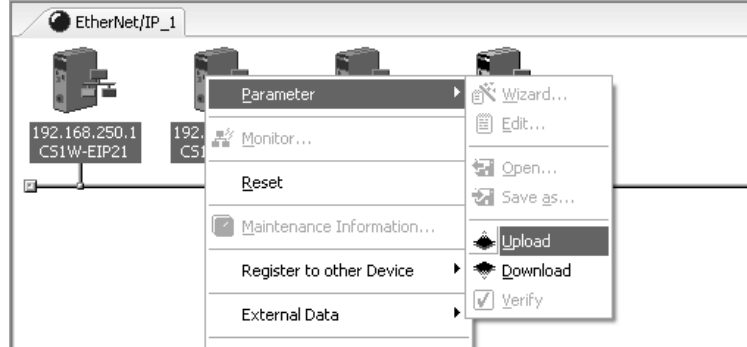 EtherNet/IP_1
192.168.250.1
CS1W-EIP21
192.
CS1
Parameter
Monitor...
Reset
Maintenance Information...
Register to other Device
External Data
Wizard...
Edit...
Open...
Save as...
Upload
Download
Verify